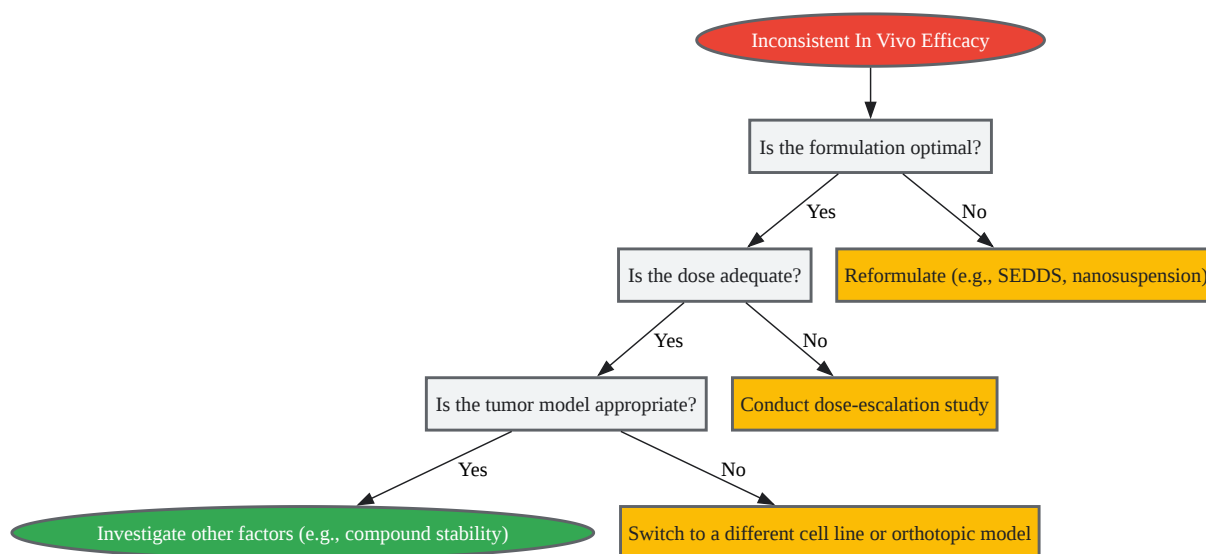 Inconsistent In Vivo Efficacy
Is the formulation optimal?
Yes
No
Is the dose adequate?
Reformulate (e.g., SEDDS, nanosuspension)
Yes
No
Is the tumor model appropriate?
Conduct dose-escalation study
Yes
No
Investigate other factors (e.g., compound stability)
Switch to a different cell line or orthotopic model